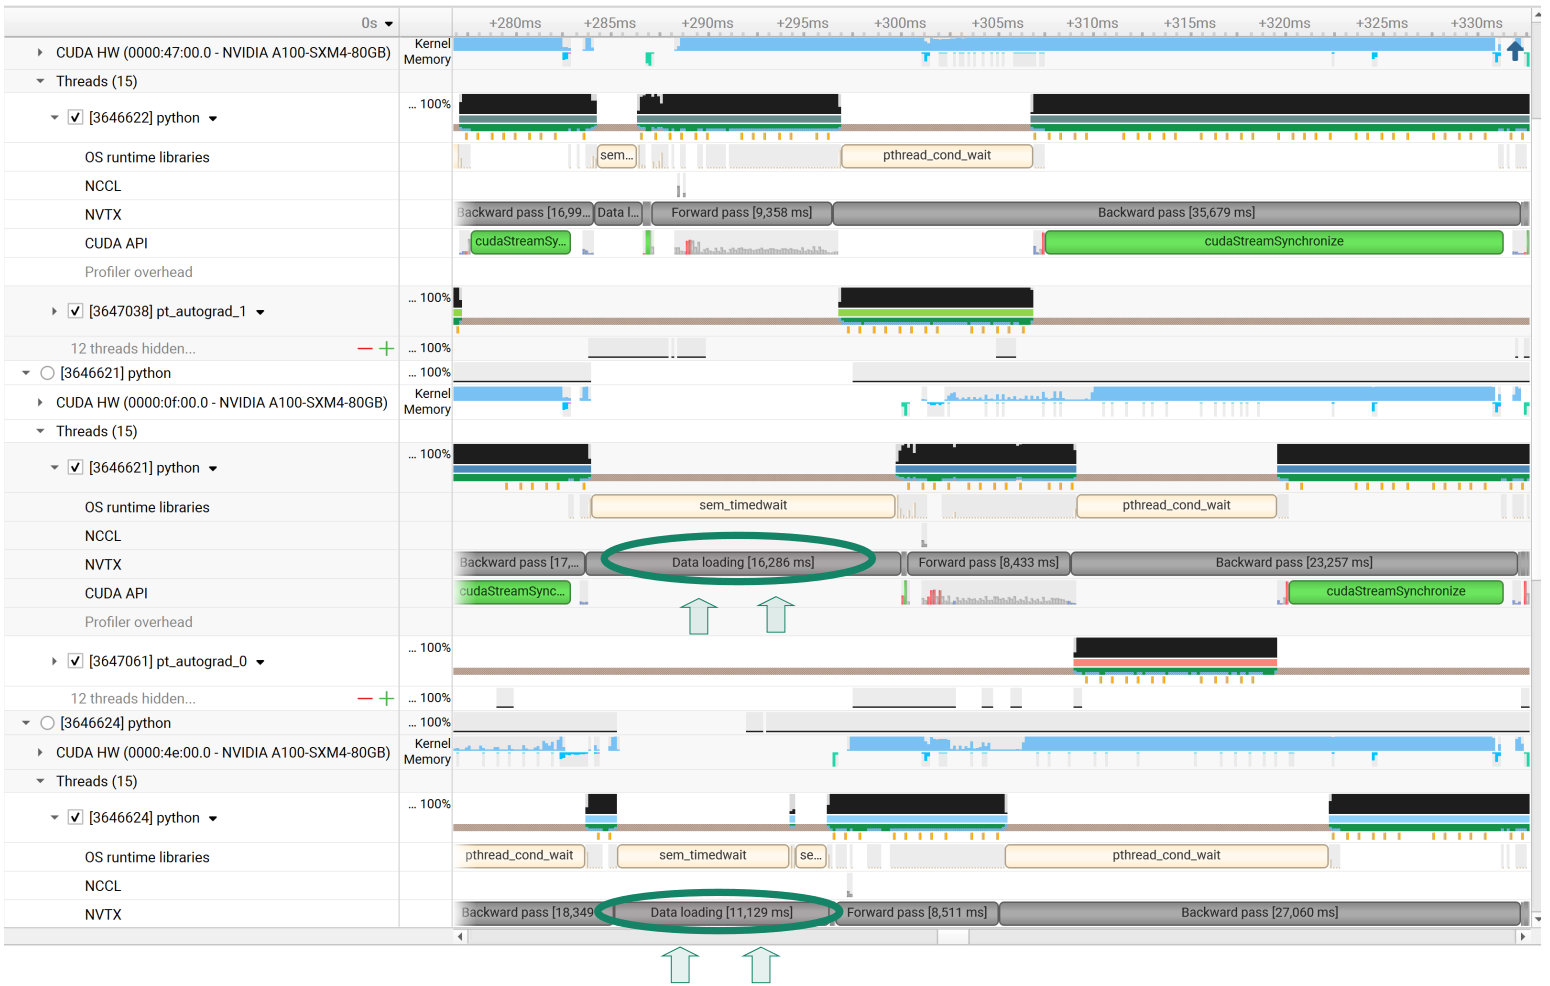 0s +280ms +285ms +290ms +295ms +300ms +305ms +310ms +315ms +320ms +325ms +330ms
CUDA HW (0000:47:00.0 - NVIDIA A100-SXM4-80GB) Kernel
Memory
Threads (15)
[3646622] python ... 100%
OS runtime libraries sem... pthread_cond_wait
NCCL
NVTX Backward pass [16,99... Data l... Forward pass [9,358 ms] Backward pass [35,679 ms]
CUDA API cudaStreamSy... cudaStreamSynchronize
Profiler overhead
[3647038] pt_autograd_1 ... 100%
12 threads hidden... ... 100%
[3646621] python ... 100%
CUDA HW (0000:0f:00.0 - NVIDIA A100-SXM4-80GB) Kernel
Memory
Threads (15)
[3646621] python ... 100%
OS runtime libraries sem_timedwait pthread_cond_wait
NCCL
NVTX Backward pass [17,... Data loading [16,286 ms] Forward pass [8,433 ms] Backward pass [23,257 ms]
CUDA API cudaStreamSync... cudaStreamSynchronize
Profiler overhead
[3647061] pt_autograd_0 ... 100%
12 threads hidden... ... 100%
[3646624] python ... 100%
CUDA HW (0000:4e:00.0 - NVIDIA A100-SXM4-80GB) Kernel
Memory
Threads (15)
[3646624] python ... 100%
OS runtime libraries pthread_cond_wait sem_timedwait se... pthread_cond_wait
NCCL
NVTX Backward pass [18,349 Data loading [11,129 ms] Forward pass [8,511 ms] Backward pass [27,060 ms]